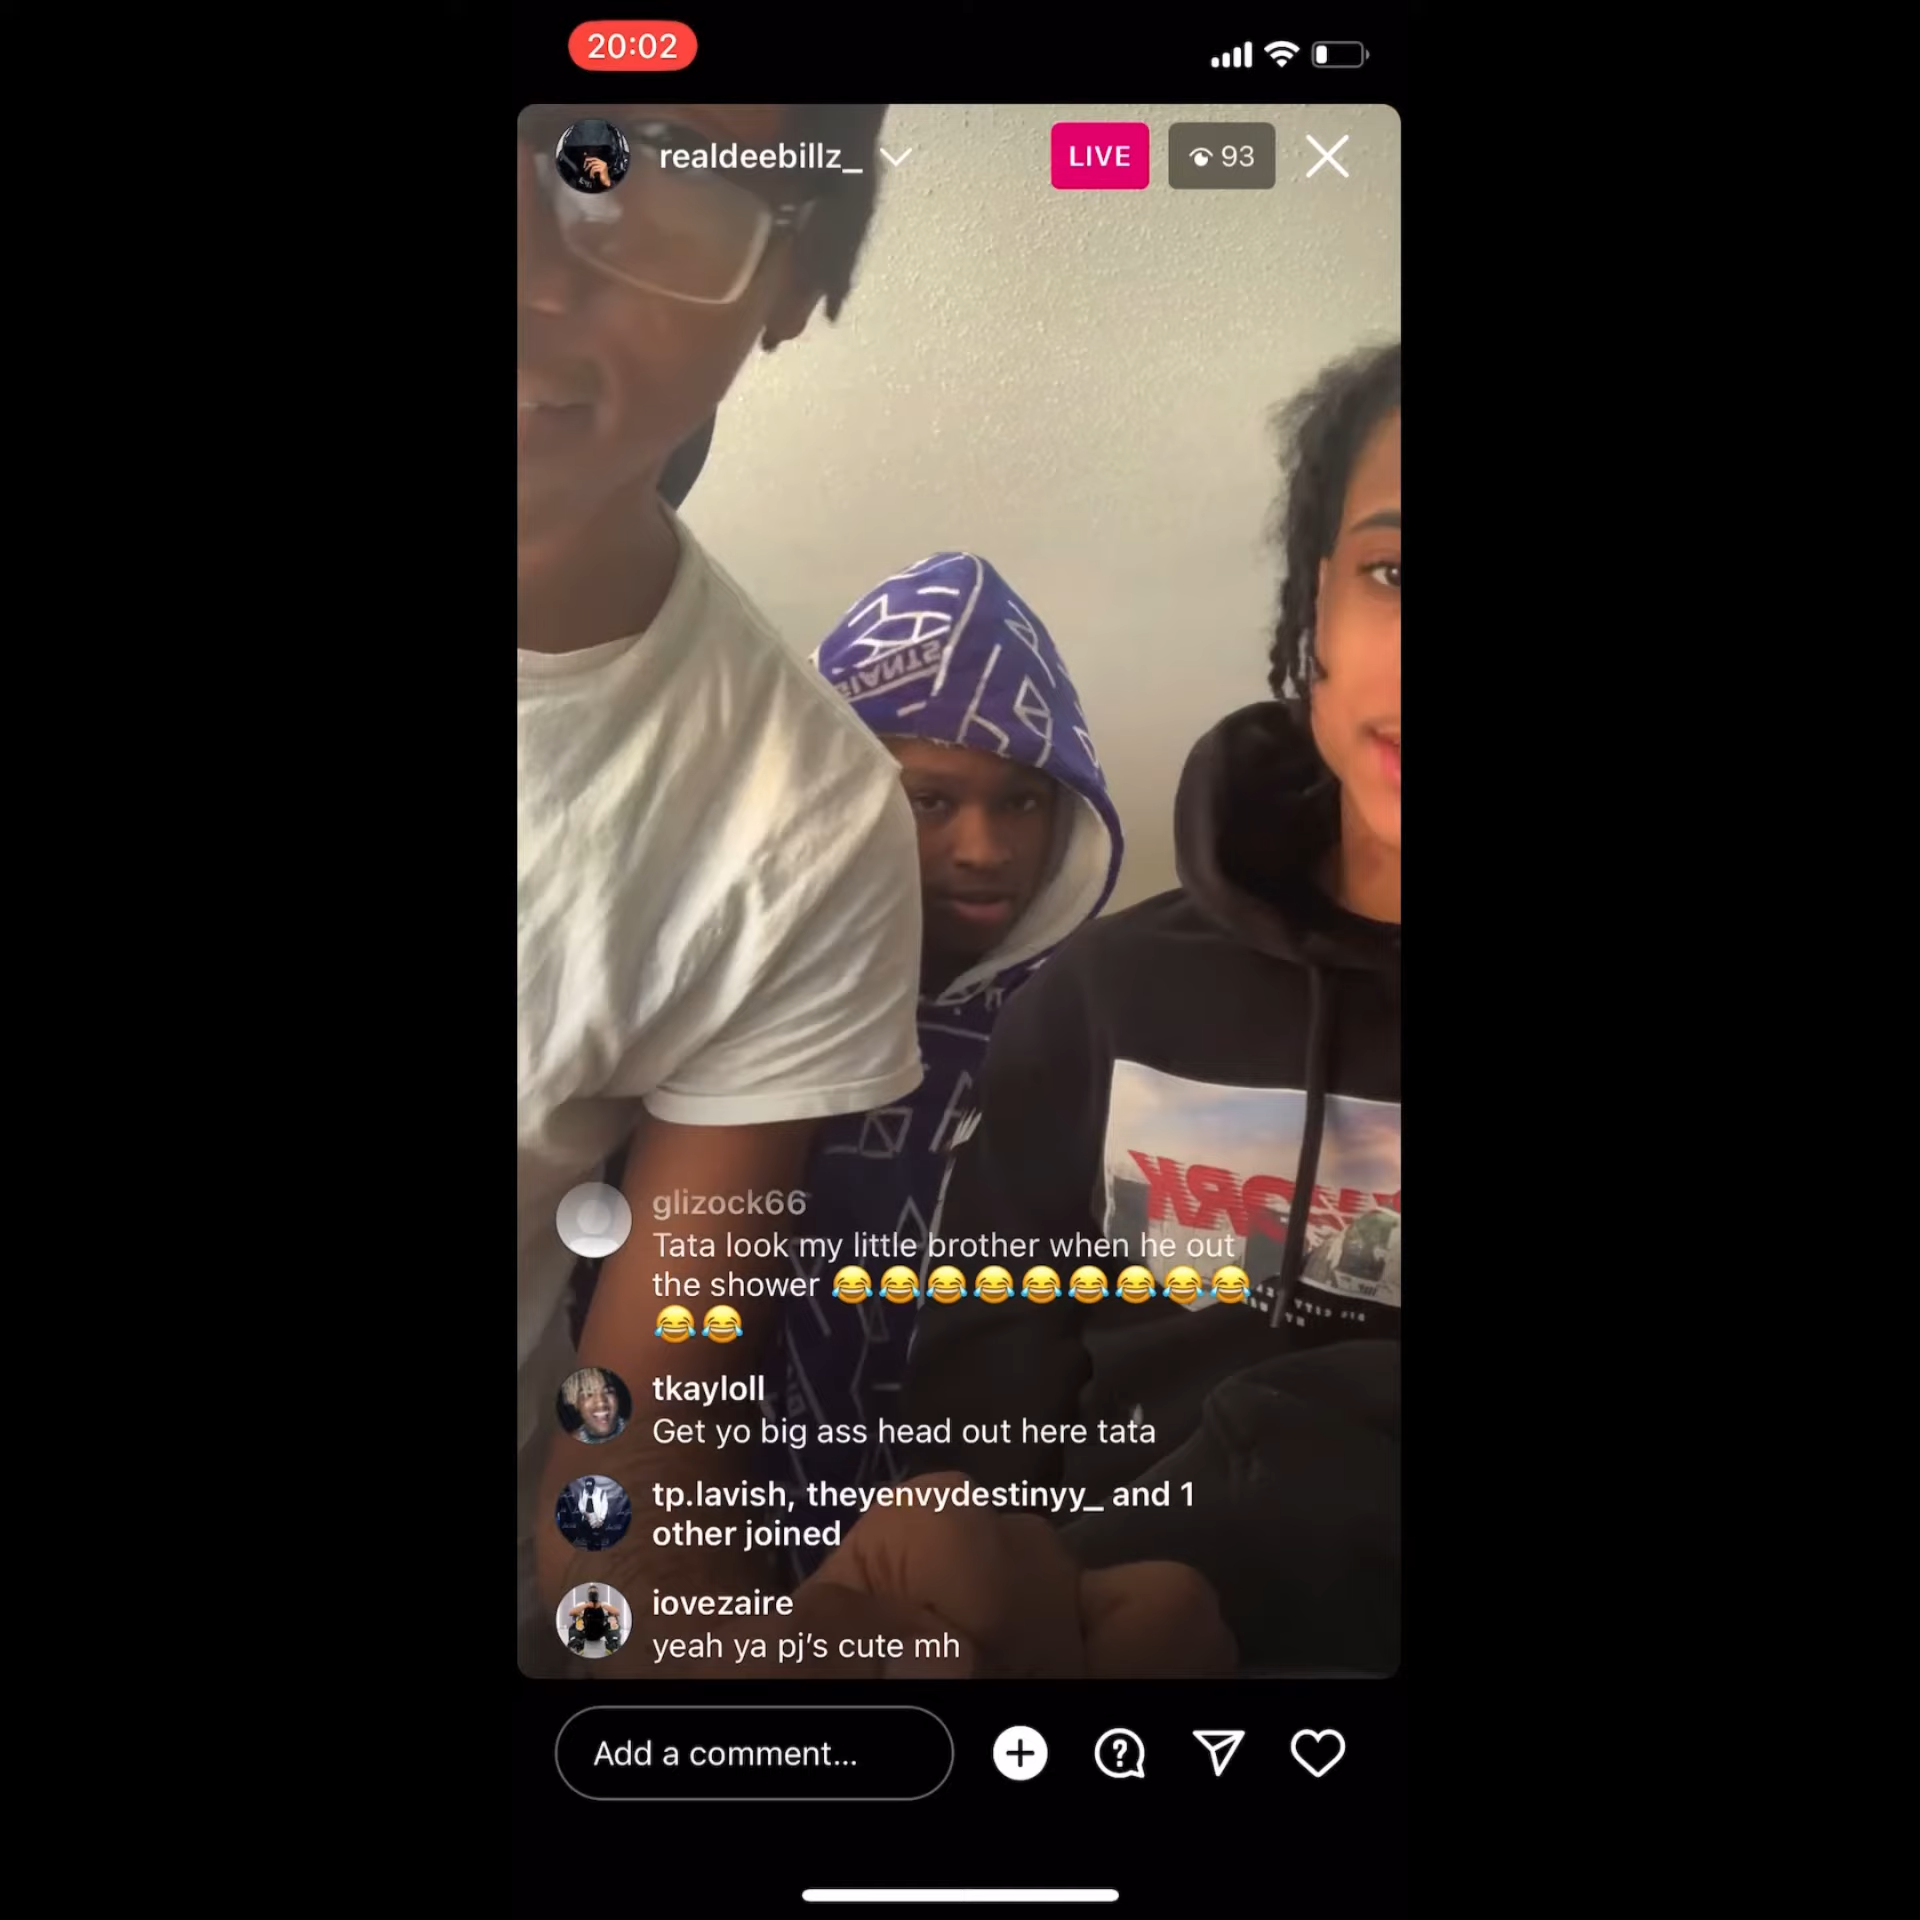 20:02
realdeebillz_
LIVE
93
GIANTS
glizock66
Tata look my little brother when he out
the shower 😂😂😂😂😂😂😂😂😂
😂😂
tkayloll
Get yo big ass head out here tata
tp.lavish, theyenvydestinyy_ and 1
other joined
iovezaire
yeah ya pj’s cute mh
Add a comment...